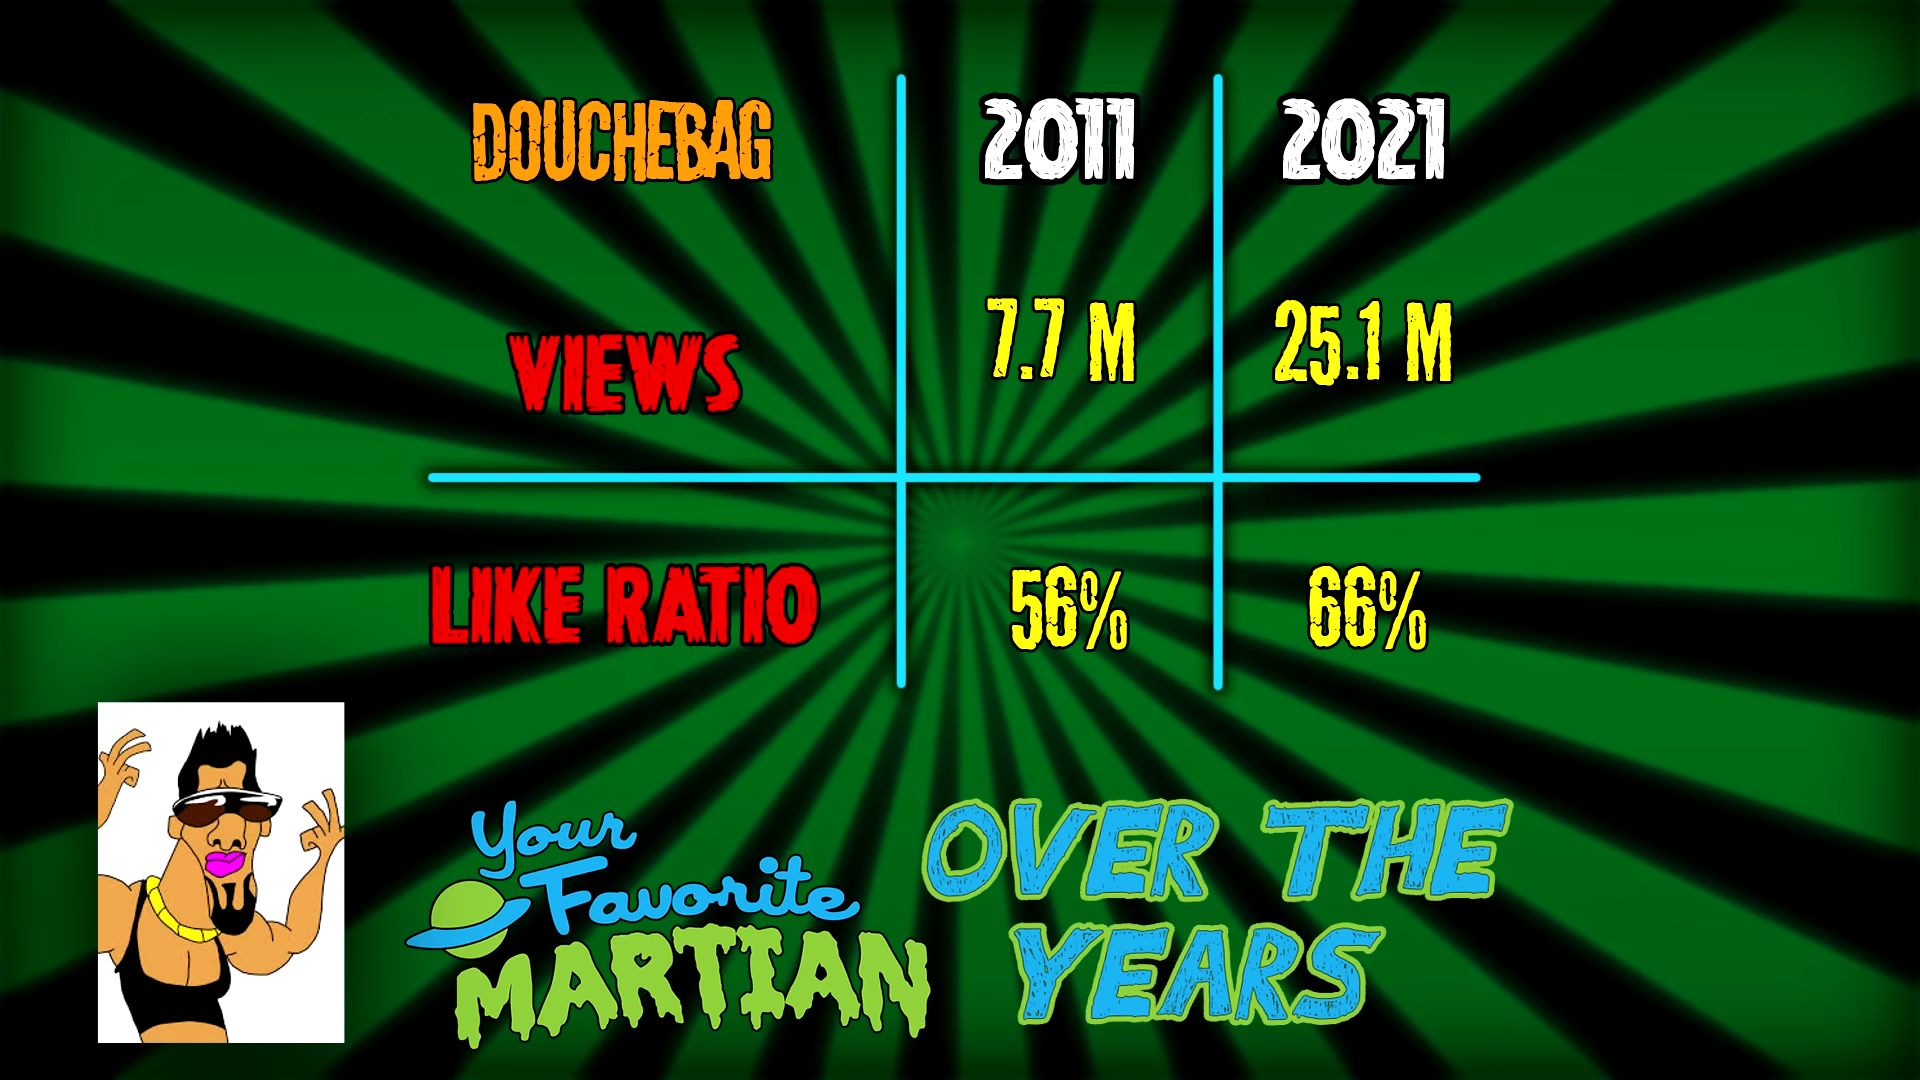 DOUCHEBAG 2011 2021
VIEWS 7.7 M 25.1 M
LIKE RATIO 56% 66%
Your
Favorite
MARTIAN
OVER THE
YEARS